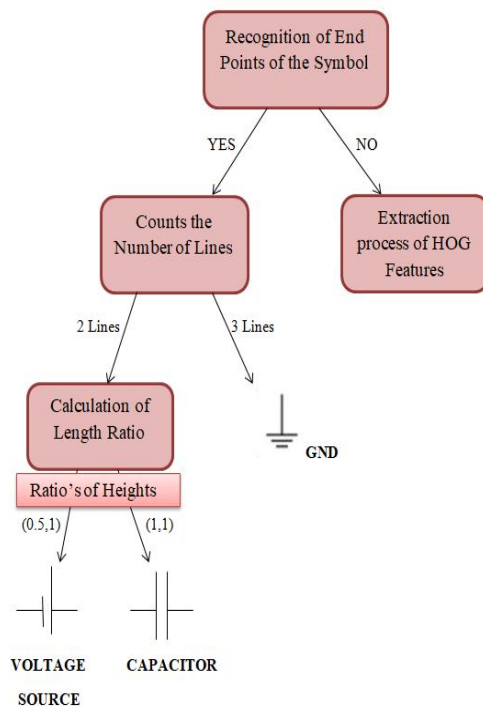 Recognition of End
Points of the Symbol
YES
NO
Counts the
Number of Lines
Extraction
process of HOG
Features
2 Lines
3 Lines
Calculation of
Length Ratio
GND
Ratio's of Heights
(0.5,1)
(1,1)
VOLTAGE
SOURCE
CAPACITOR